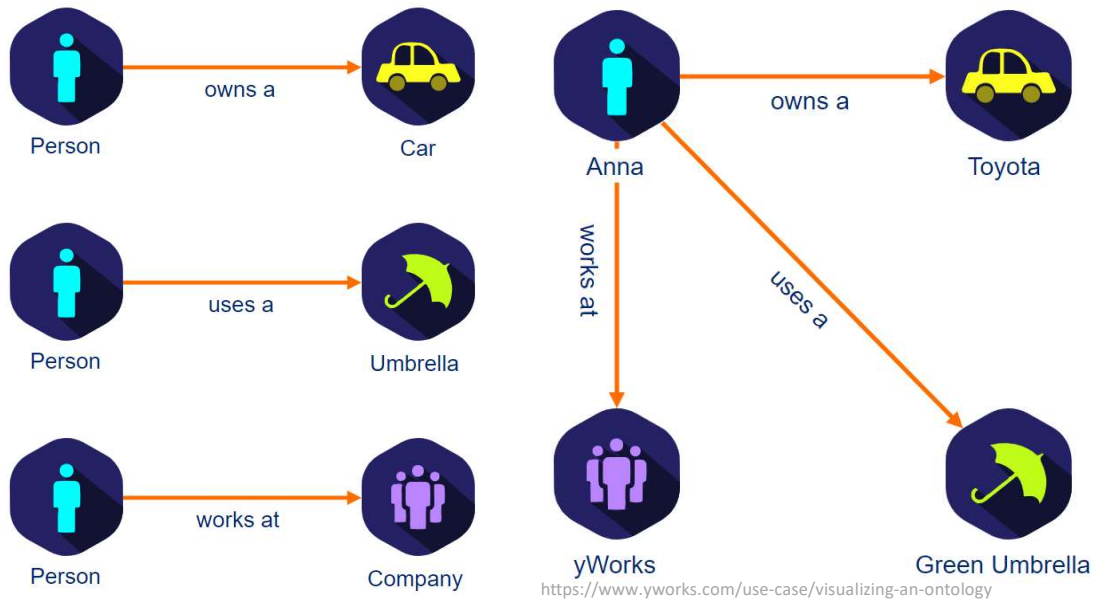 owns a
Person
Car
uses a
Person
Umbrella
works at
Person
Company
owns a
Anna
Toyota
works at
uses a
yWorks
Green Umbrella
https://www.yworks.com/use-case/visualizing-an-ontology